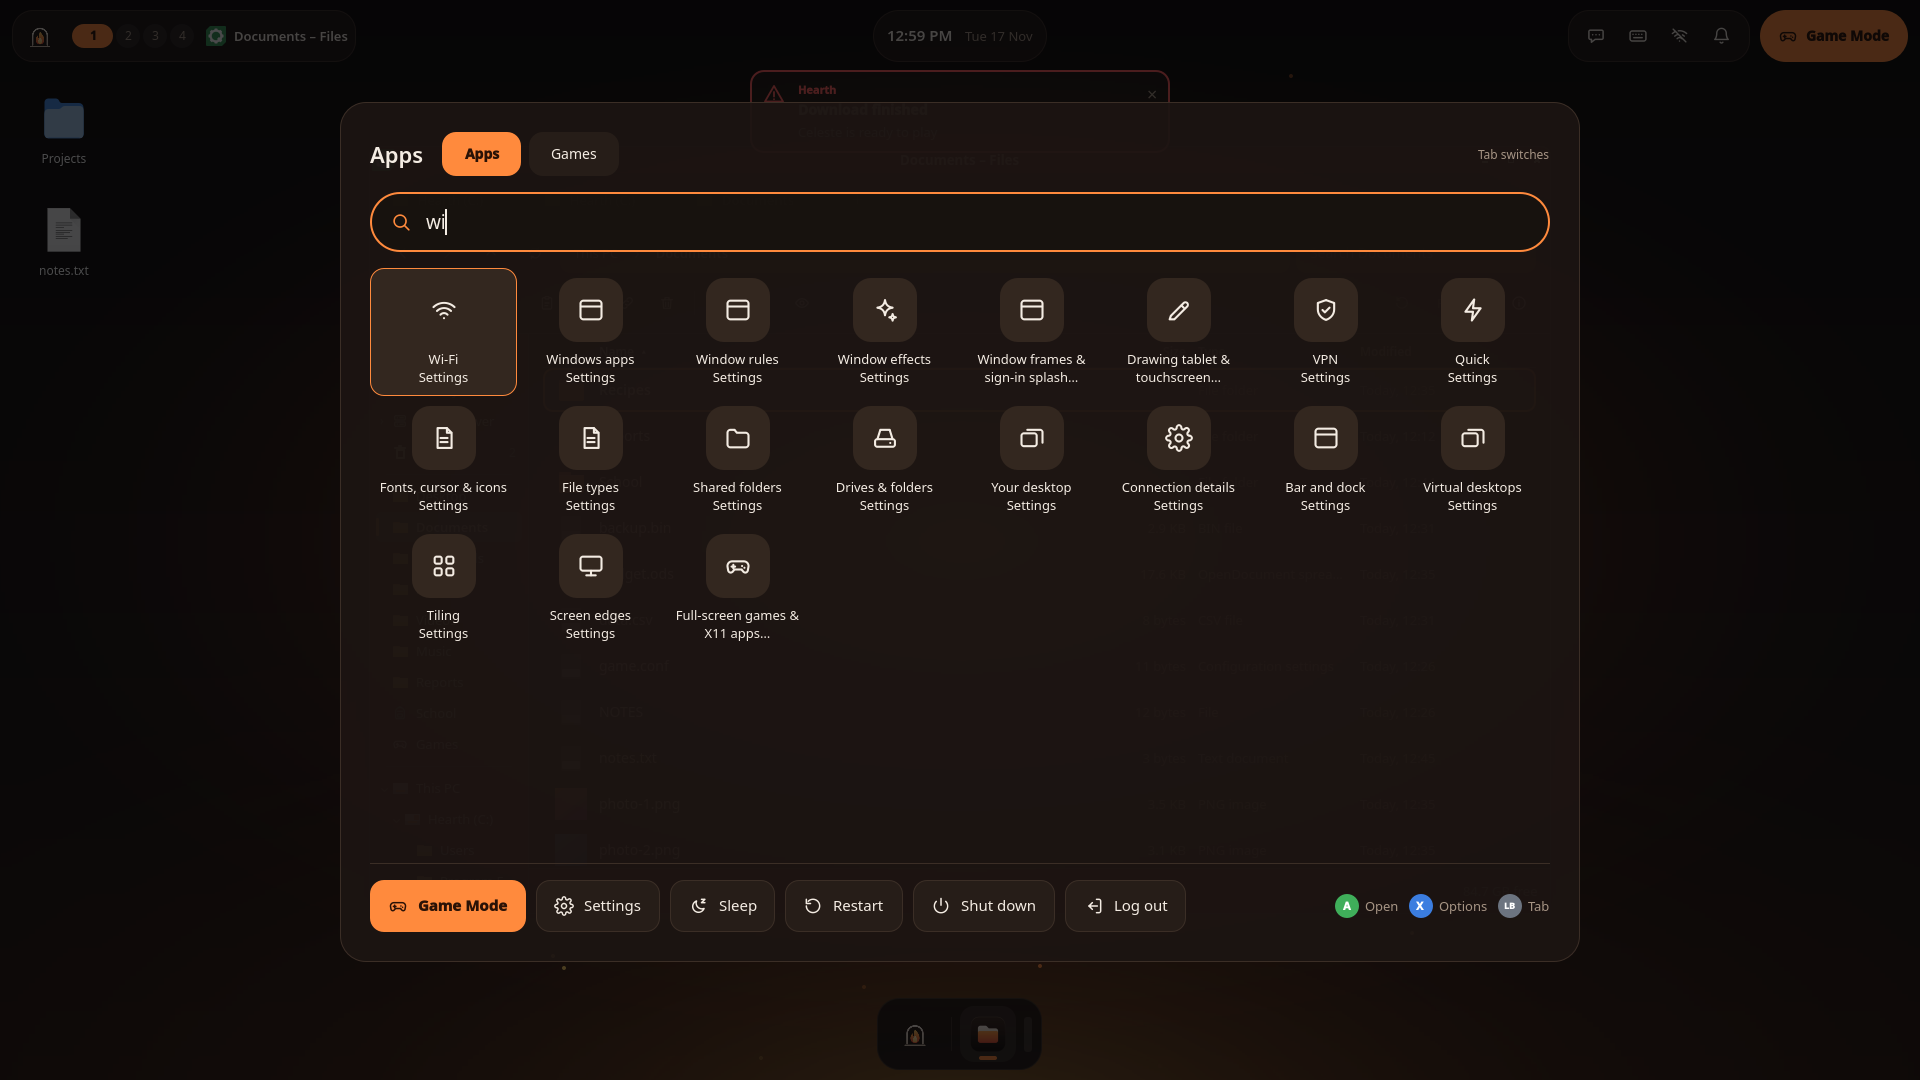 1 2 3 4 Documents – Files
12:59 PM Tue 17 Nov
Game Mode
Hearth
Download finished
Documents – Files
Projects
notes.txt
Apps Apps Games Tab switches
wi
Wi-Fi
Settings
Windows apps
Settings
Window rules
Settings
Window effects
Settings
Window frames &
sign-in splash...
Drawing tablet &
touchscreen...
VPN
Settings
Quick
Settings
Fonts, cursor & icons
Settings
File types
Settings
Shared folders
Settings
Drives & folders
Settings
Your desktop
Settings
Connection details
Settings
Bar and dock
Settings
Virtual desktops
Settings
Tiling
Settings
Screen edges
Settings
Full-screen games &
X11 apps...
Game Mode Settings Sleep Restart Shut down Log out A Open X Options LB Tab